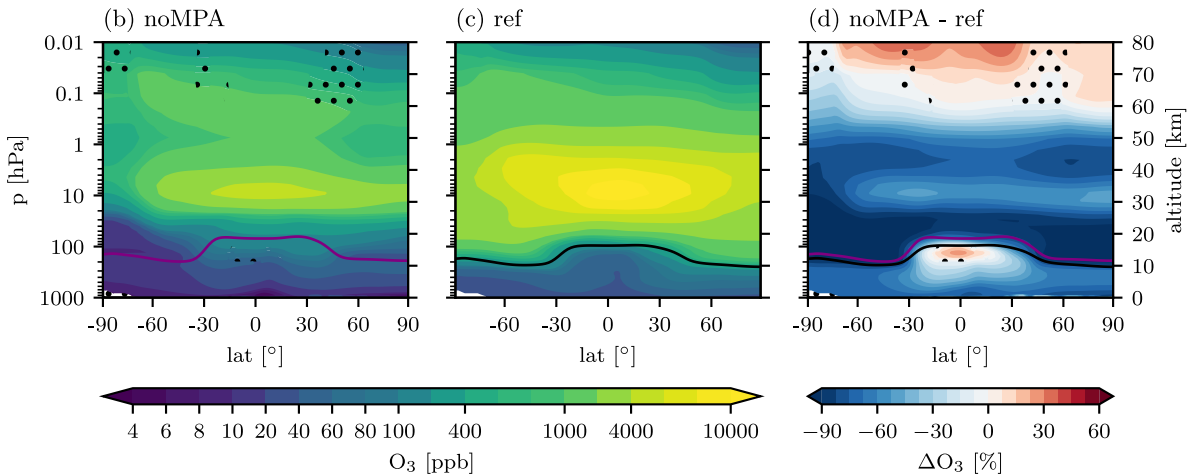 (b) noMPA
(c) ref
(d) noMPA - ref
p [hPa]
0.01
0.1
1
10
100
1000
80
70
60
50
40
30
20
10
0
altitude [km]
-90 -60 -30 0 30 60 90
-60 -30 0 30 60
-90 -60 -30 0 30 60 90
lat [°]
lat [°]
lat [°]
4 6 8 10 20 40 60 80 100 400 1000 4000 10000
−90 −60 −30 0 30 60
O₃ [ppb]
ΔO₃ [%]